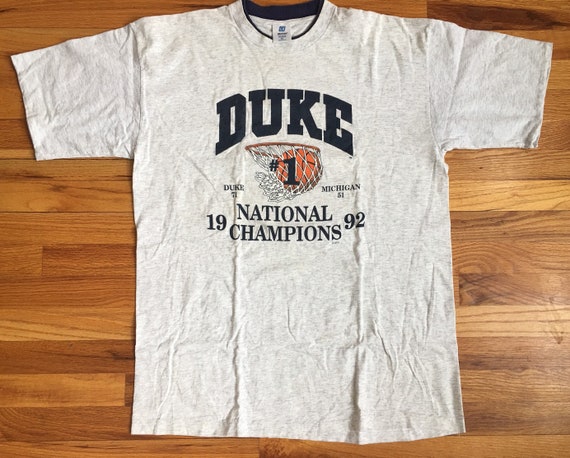 DUKE
#1
DUKE MICHIGAN
71 51
NATIONAL
19 92
CHAMPIONS